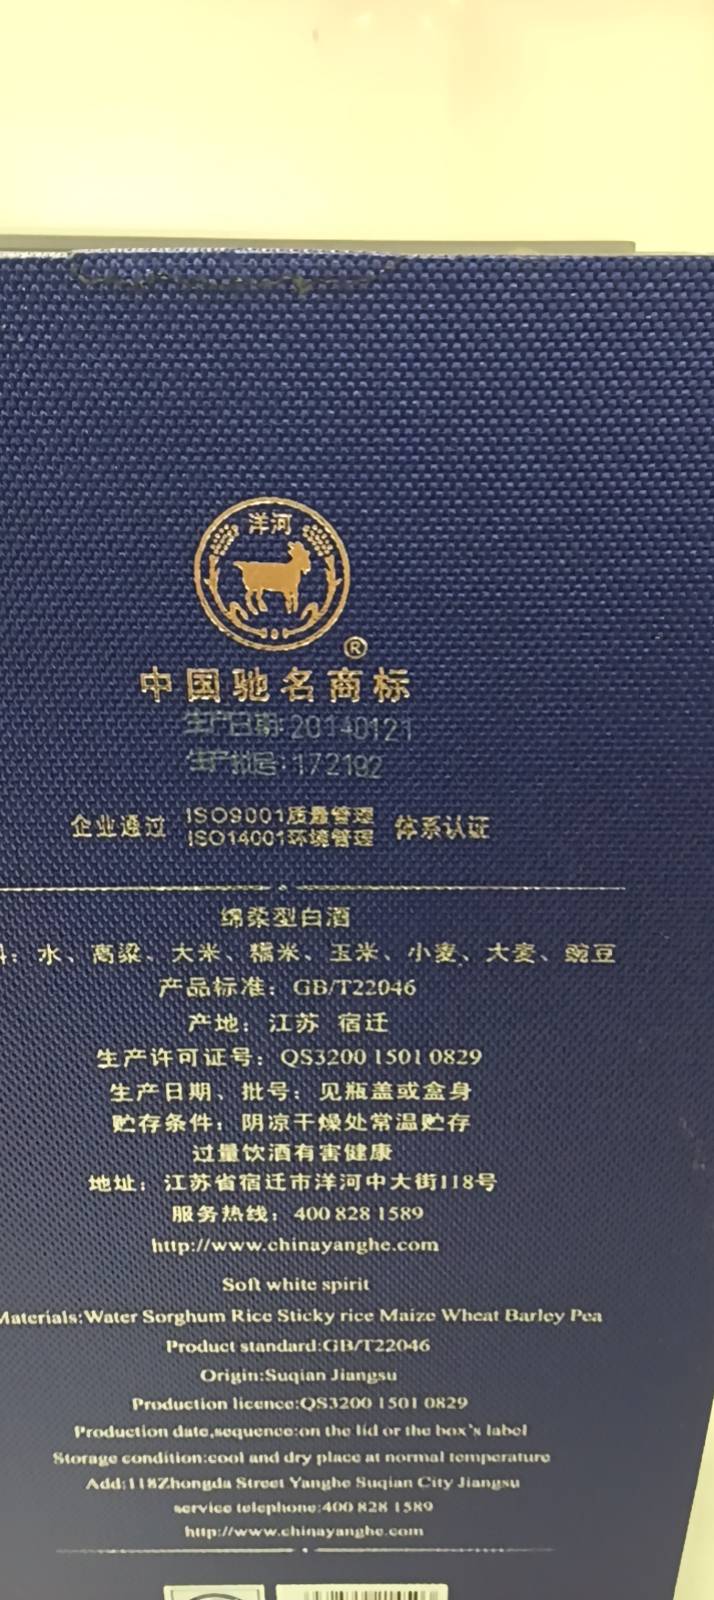 洋河
®
中国驰名商标
生产日期:20140121
生产批号:172192
企业通过 ISO9001质量管理 体系认证
ISO14001环境管理
绵柔型白酒
：水、高粱、大米、糯米、玉米、小麦、大麦、豌豆
产品标准：GB/T22046
产地：江苏 宿迁
生产许可证号：QS3200 1501 0829
生产日期、批号：见瓶盖或盒身
贮存条件：阴凉干燥处常温贮存
过量饮酒有害健康
地址：江苏省宿迁市洋河中大街118号
服务热线：400 828 1589
http://www.chinayanghe.com
Soft white spirit
Materials:Water Sorghum Rice Sticky rice Maize Wheat Barley Pea
Product standard:GB/T22046
Origin:Suqian Jiangsu
Production licence:QS3200 1501 0829
Production date,sequence:on the lid or the box's label
Storage condition:cool and dry place at normal temperature
Add:118Zhongda Street Yanghe Suqian City Jiangsu
service telephone:400 828 1589
http://www.chinayanghe.com